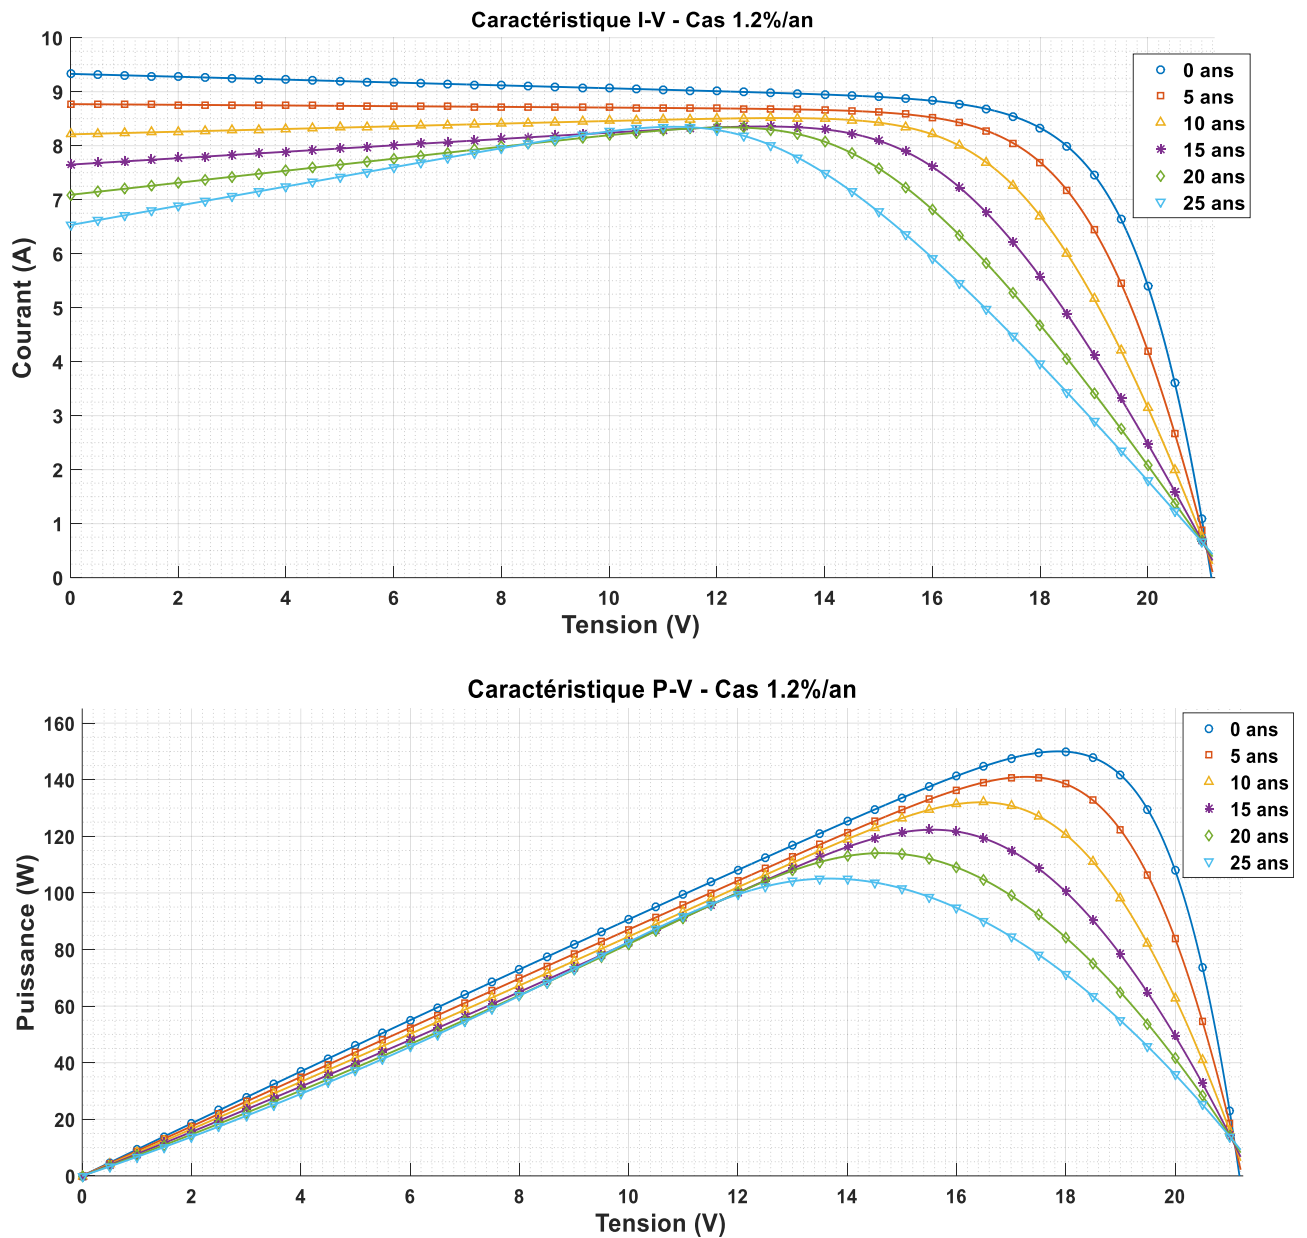 Caractéristique I-V - Cas 1.2%/an
10
9
8
7
6
5
4
3
2
1
0
Courant (A)
0 2 4 6 8 10 12 14 16 18 20
Tension (V)
0 ans
5 ans
10 ans
15 ans
20 ans
25 ans
Caractéristique P-V - Cas 1.2%/an
160
140
120
100
80
60
40
20
0
Puissance (W)
0 2 4 6 8 10 12 14 16 18 20
Tension (V)
0 ans
5 ans
10 ans
15 ans
20 ans
25 ans